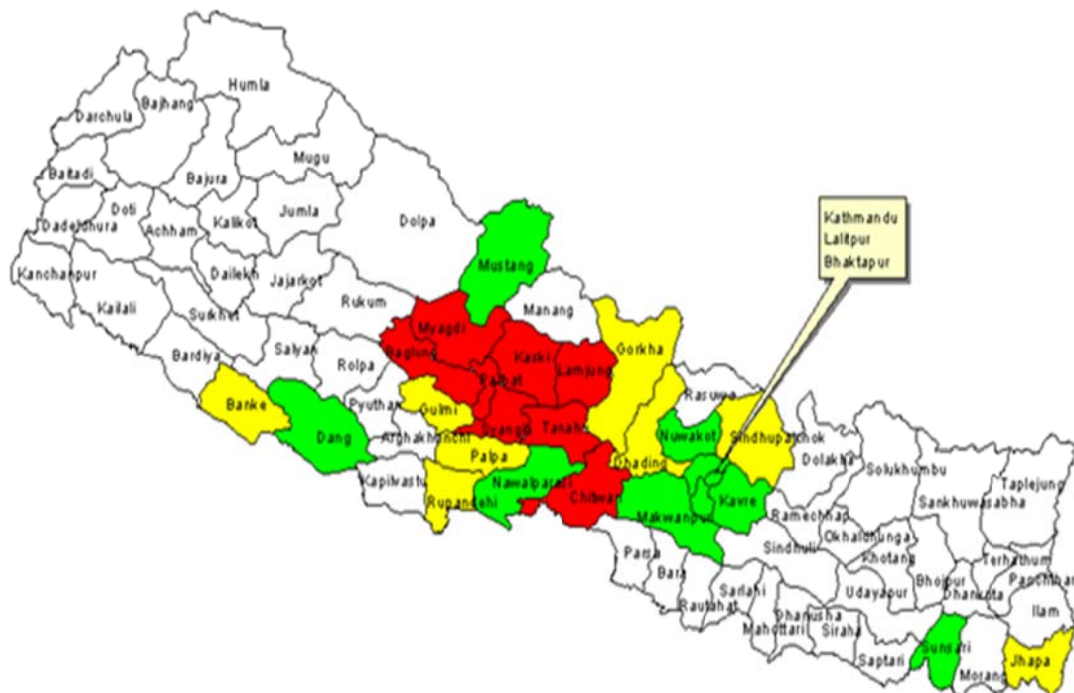 Humla
Bajhang
Darchula
Mugu
Baitadi
Bajura
Jumla
Doti
Kalikot
Dolpa
Dadeldhura
Achham
Kathmandu
Lalitpur
Bhaktapur
Mustang
Kanchanpur
Dailekh
Jajarkot
Kailali
Rukum
Manang
Surkhet
Myagdi
Salyan
Gorkha
Bardiya
Baglung
Kaski
Rolpa
Lamjung
Parbat
Rasuwa
Banke
Pyuthan
Gulmi
Dang
Arghakhanchi
Syangja
Tanahu
Nuwakot
Sindhupalchok
Palpa
Dhading
Dolakha
Solukhumbu
Taplejung
Kapilvastu
Nawalparasi
Rupandehi
Chitwan
Kavre
Sankhuwasabha
Makwanpur
Ramechhap
Okhaldhunga
Parsa
Sindhuli
Khotang
Terhathum
Bara
Bhojpur
Panchthar
Sarlahi
Udayapur
Dhankuta
Rautahat
Dhanusha
Ilam
Mahottari
Siraha
Sunsari
Saptari
Jhapa
Morang